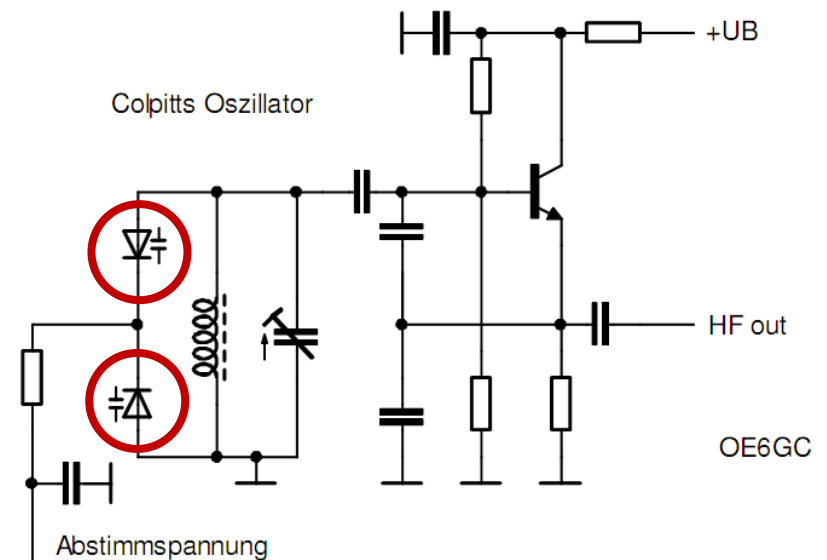 +UB
Colpitts Oszillator
HF out
OE6GC
Abstimmspannung